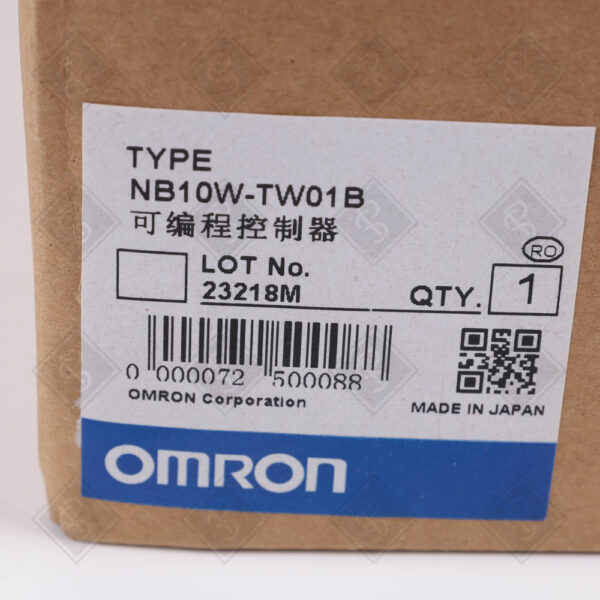 TYPE
NB10W-TW01B
可编程控制器
LOT No.
23218M
QTY. 1
RO
0 000072 500088
OMRON Corporation
MADE IN JAPAN
OMRON